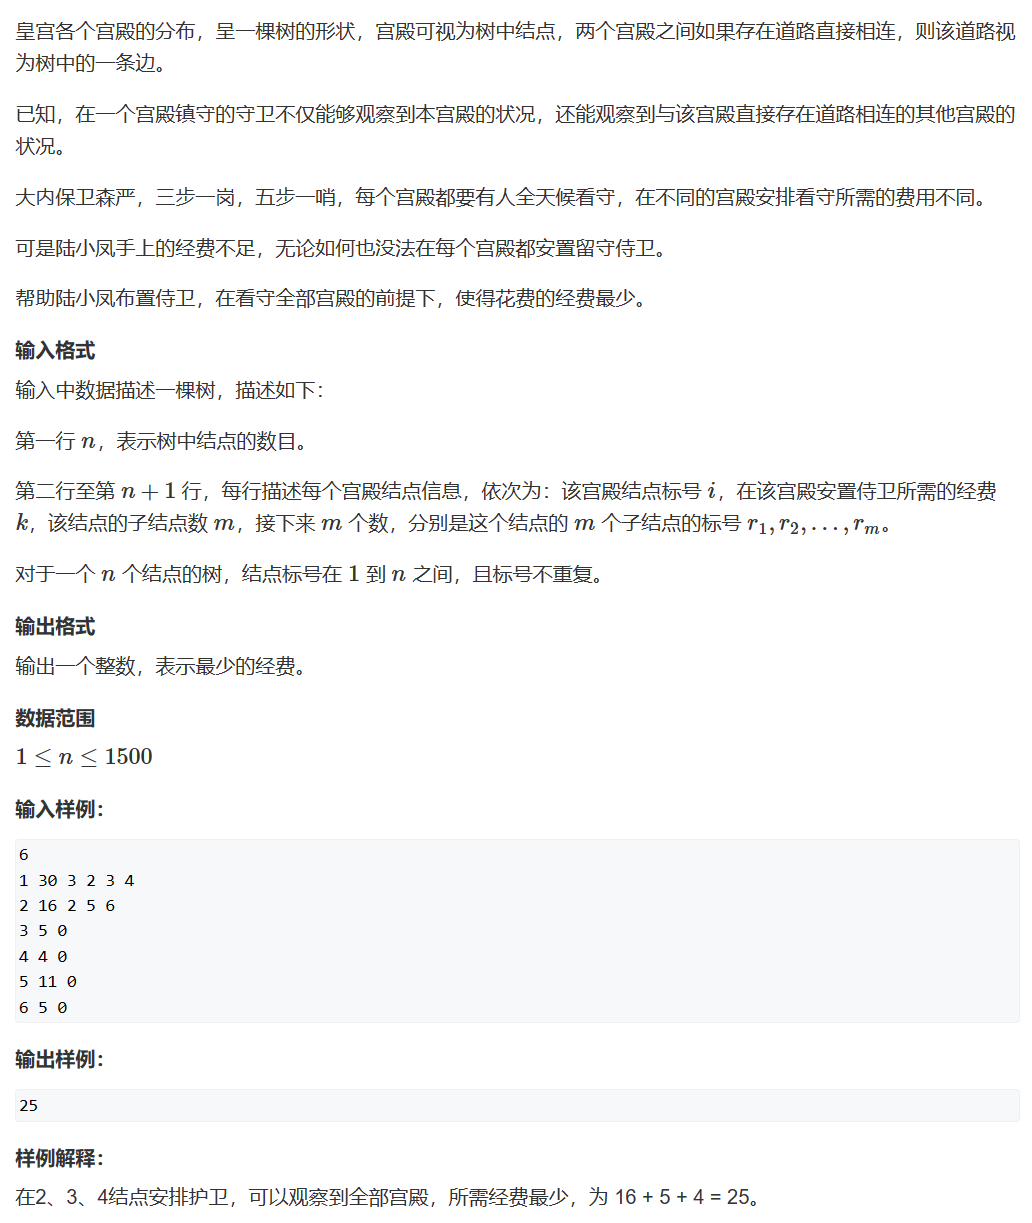 皇宫各个宫殿的分布，呈一棵树的形状，宫殿可视为树中结点，两个宫殿之间如果存在道路直接相连，则该道路视
为树中的一条边。
已知，在一个宫殿镇守的守卫不仅能够观察到本宫殿的状况，还能观察到与该宫殿直接存在道路相连的其他宫殿的
状况。
大内保卫森严，三步一岗，五步一哨，每个宫殿都要有人全天候看守，在不同的宫殿安排看守所需的费用不同。
可是陆小凤手上的经费不足，无论如何也没法在每个宫殿都安置留守侍卫。
帮助陆小凤布置侍卫，在看守全部宫殿的前提下，使得花费的经费最少。
输入格式
输入中数据描述一棵树，描述如下：
第一行 n，表示树中结点的数目。
第二行至第 n + 1 行，每行描述每个宫殿结点信息，依次为：该宫殿结点标号 i，在该宫殿安置侍卫所需的经费
k，该结点的子结点数 m，接下来 m 个数，分别是这个结点的 m 个子结点的标号 r₁, r₂, . . . , rₘ。
对于一个 n 个结点的树，结点标号在 1 到 n 之间，且标号不重复。
输出格式
输出一个整数，表示最少的经费。
数据范围
1 ≤ n ≤ 1500
输入样例：
6
1 30 3 2 3 4
2 16 2 5 6
3 5 0
4 4 0
5 11 0
6 5 0
输出样例：
25
样例解释：
在2、3、4结点安排护卫，可以观察到全部宫殿，所需经费最少，为 16 + 5 + 4 = 25。